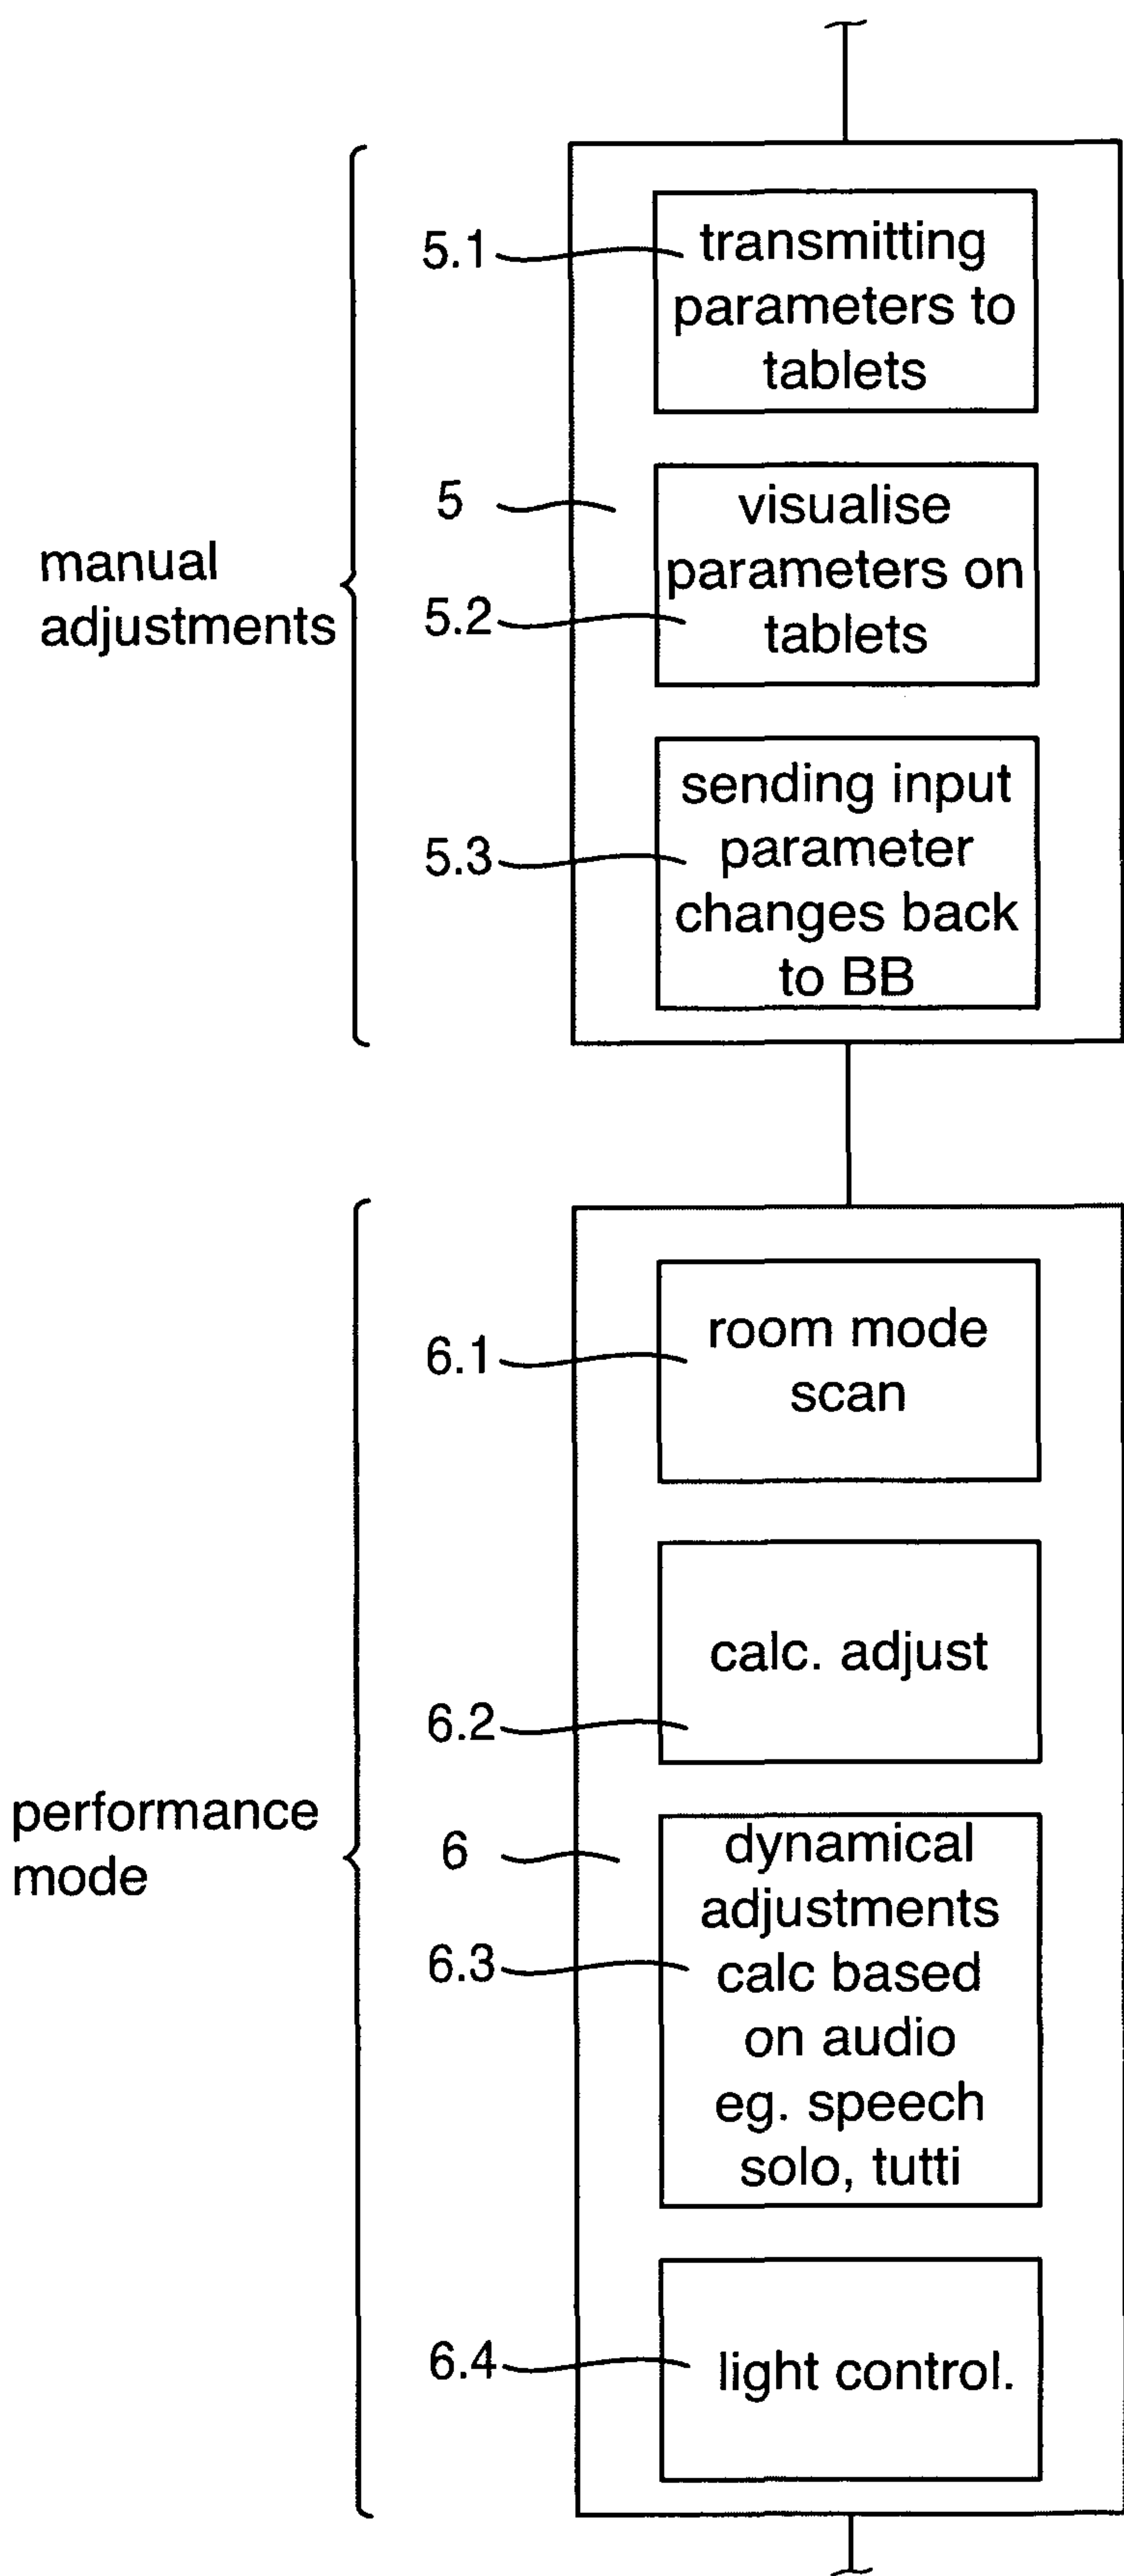 5.1
transmitting
parameters to
tablets
manual
adjustments
5
5.2
visualise
parameters on
tablets
5.3
sending input
parameter
changes back
to BB
6.1
room mode
scan
6.2
calc. adjust
performance
mode
6
6.3
dynamical
adjustments
calc based
on audio
eg. speech
solo, tutti
6.4
light control.